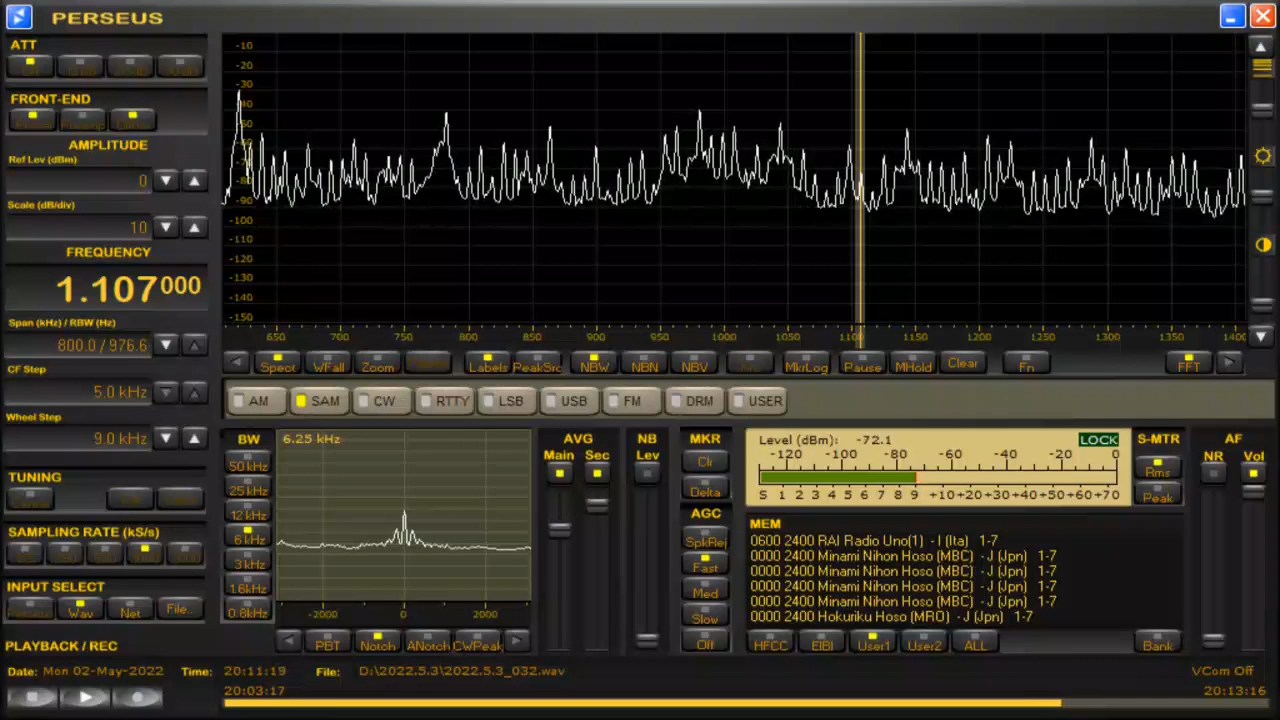 PERSEUS
ATT
FRONT-END
AMPLITUDE
Ref Lev (dBm)
0
Scale (dB/div)
10
FREQUENCY
1.107000
Span (kHz) / RBW (Hz)
800.0 / 976.6
CF Step
5.0 kHz
Wheel Step
9.0 kHz
TUNING
SAMPLING RATE (kS/s)
INPUT SELECT
Wav Net File..
PLAYBACK / REC
-10
-20
-30
-40
-50
-60
-70
-80
-90
-100
-110
-120
-130
-140
-150
650 700 750 800 850 900 950 1000 1050 1100 1150 1200 1250 1300 1350 1400
Spect WFall Zoom Labels PeakSrc NBW NBN NBV MkrLog Pause MHold Clear Fn FFT
AM SAM CW RTTY LSB USB FM DRM USER
BW
50 kHz
25 kHz
12 kHz
6 kHz
3 kHz
1.6kHz
0.8kHz
6.25 kHz
-2000 0 2000
PBT Notch ANotch CWPeak
AVG
Main Sec
NB
Lev
MKR
Clr
Delta
AGC
SpkRej
Fast
Med
Slow
Off
Level (dBm): -72.1 LOCK
-120 -100 -80 -60 -40 -20 0
S 1 2 3 4 5 6 7 8 9 +10+20+30+40+50+60+70
S-MTR
Rms
Peak
AF
NR Vol
MEM
0600 2400 RAI Radio Uno(1) - I (Ita) 1-7
0000 2400 Minami Nihon Hoso (MBC) - J (Jpn) 1-7
0000 2400 Minami Nihon Hoso (MBC) - J (Jpn) 1-7
0000 2400 Minami Nihon Hoso (MBC) - J (Jpn) 1-7
0000 2400 Minami Nihon Hoso (MBC) - J (Jpn) 1-7
0000 2400 Hokuriku Hoso (MRO) - J (Jpn) 1-7
HFCC EIBI User1 User2 ALL Bank
Date: Mon 02-May-2022 Time: 20:11:19 File: D:\2022.5.3\2022.5.3_032.wav VCom Off
20:03:17 20:13:16